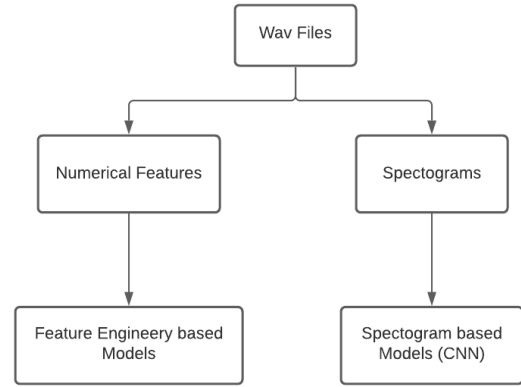 Wav Files
Numerical Features
Spectograms
Feature Engineery based
Models
Spectogram based
Models (CNN)